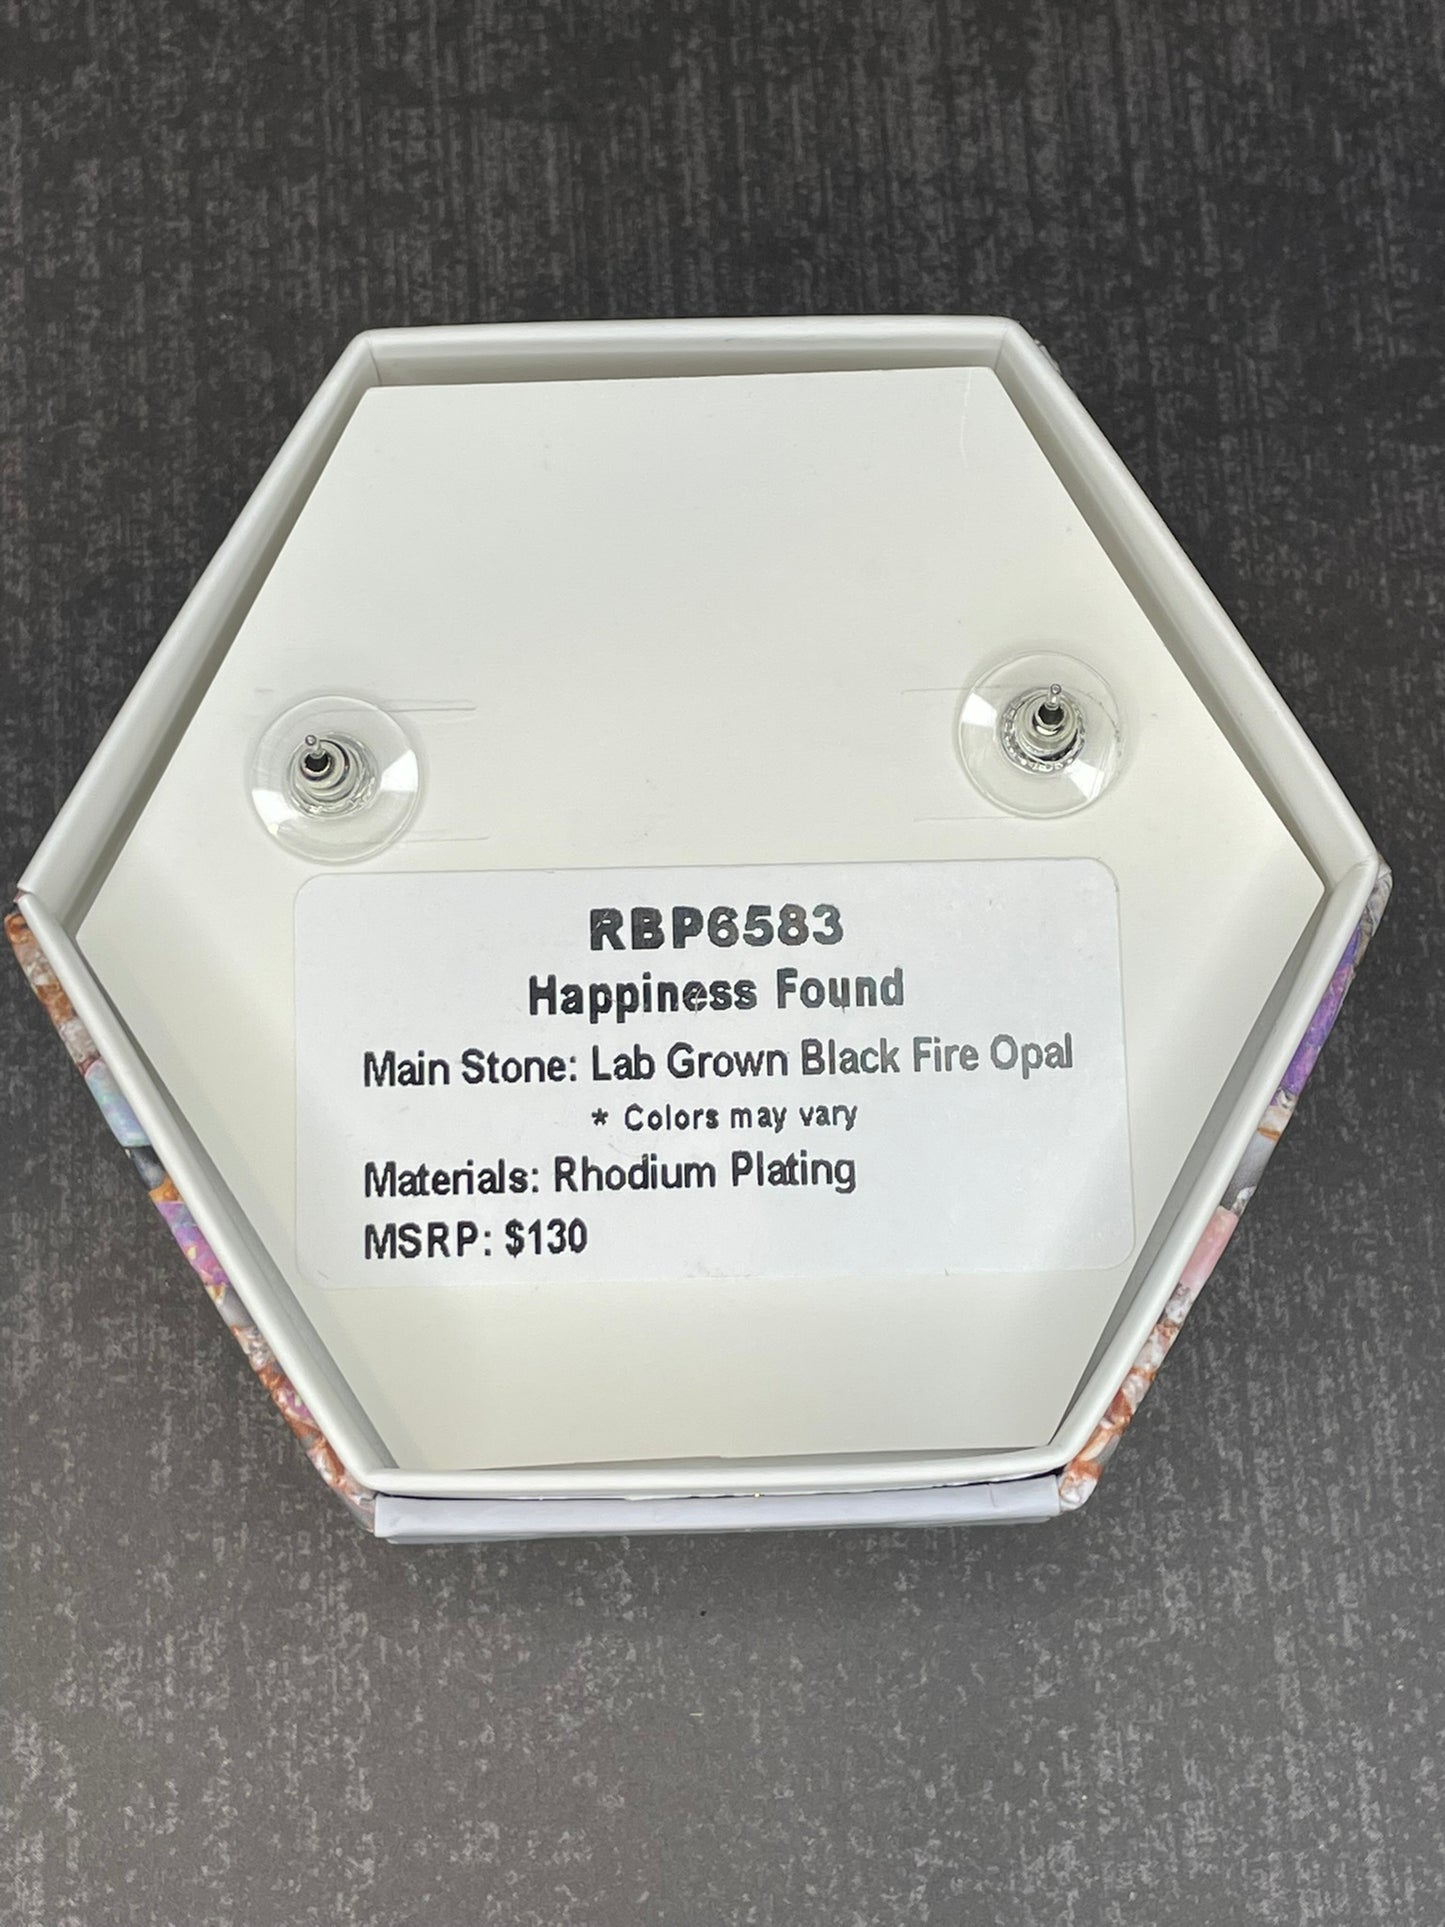 RBP6583
Happiness Found
Main Stone: Lab Grown Black Fire Opal
* Colors may vary
Materials: Rhodium Plating
MSRP: $130